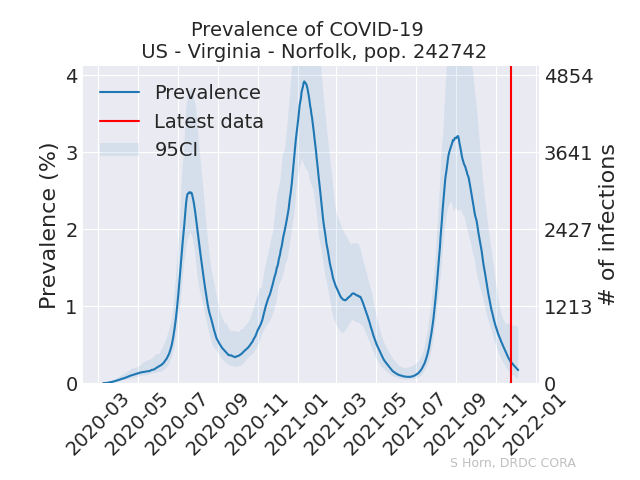 Prevalence of COVID-19
US - Virginia - Norfolk, pop. 242742
Prevalence
Latest data
95CI
Prevalence (%)
4
3
2
1
0
# of infections
4854
3641
2427
1213
0
2020-03
2020-05
2020-07
2020-09
2020-11
2021-01
2021-03
2021-05
2021-07
2021-09
2021-11
2022-01
S Horn, DRDC CORA